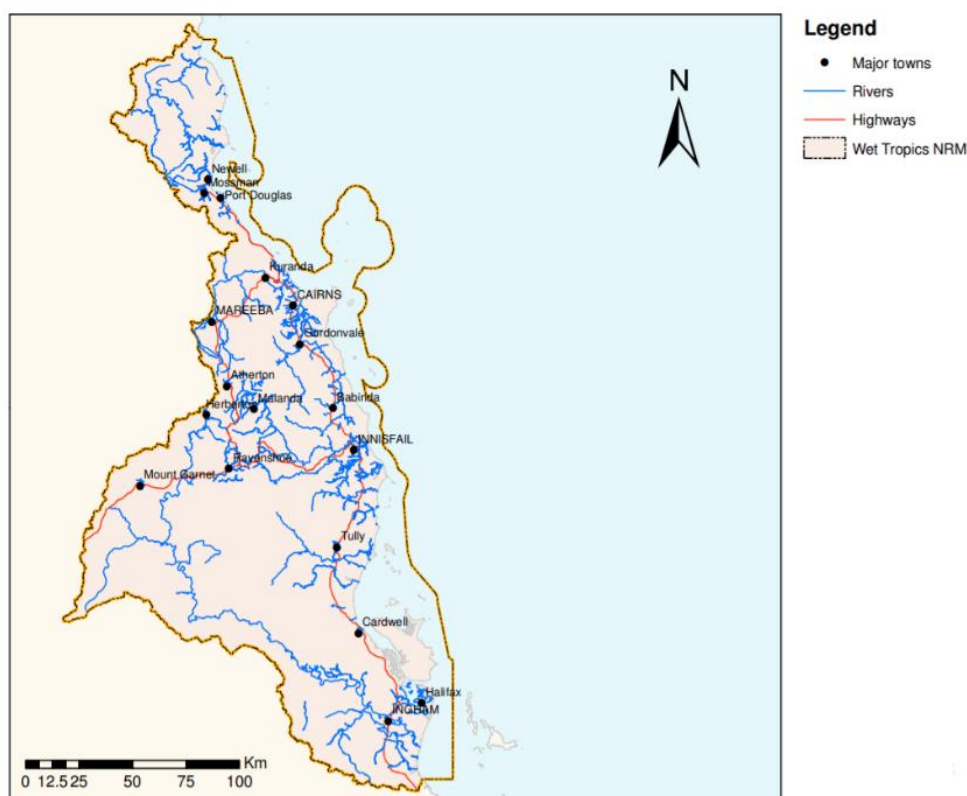 Legend
N
Major towns
Rivers
Highways
Wet Tropics NRM
Newell
Mossman
Port Douglas
Kuranda
CAIRNS
MAREEBA
Gordonvale
Atherton
Malanda
Babinda
Herberton
INNISFAIL
Ravenshoe
Mount Garnet
Tully
Cardwell
Halifax
INGHAM
Km
0 12.5 25 50 75 100